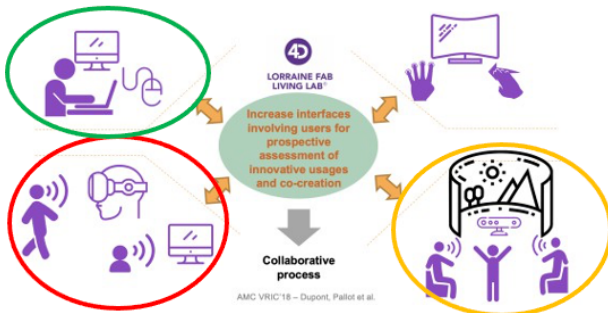 4D
LORRAINE FAB
LIVING LAB®
Increase interfaces
involving users for
prospective
assessment of
innovative usages
and co-creation
Collaborative
process
AMC VRIC'18 – Dupont, Pallot et al.